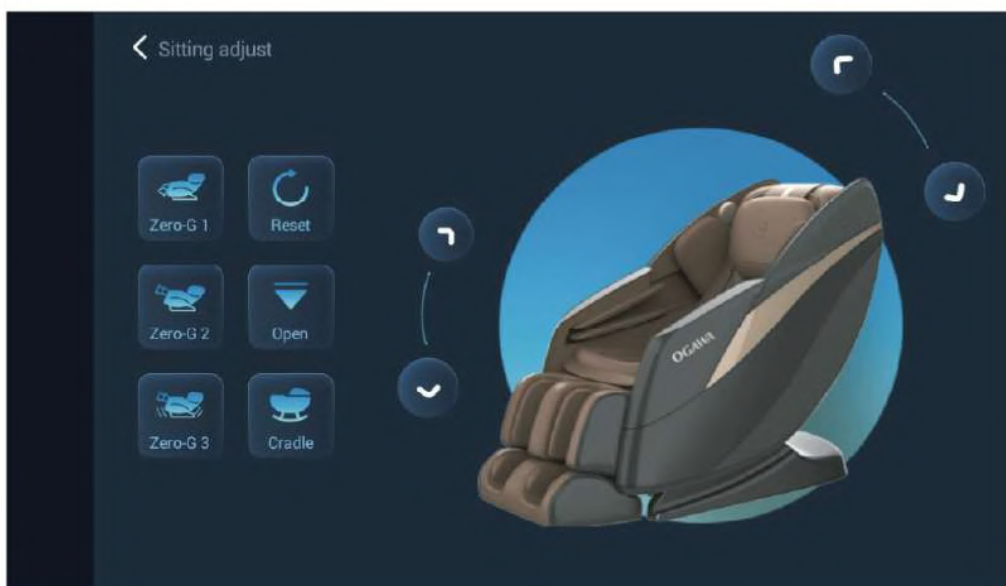 Sitting adjust
Zero-G 1
Reset
Zero-G 2
Open
Zero-G 3
Cradle
OGAWA